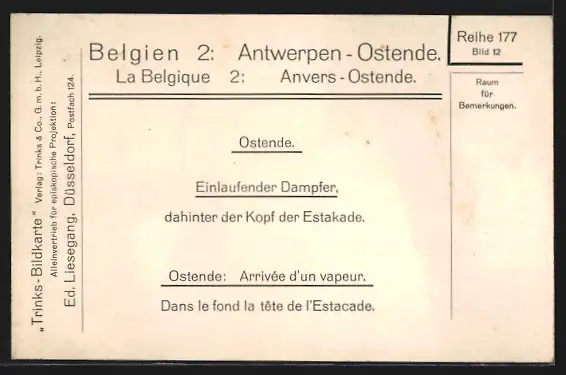 „Trinks-Bildkarte“ Verlag: Trinks & Co., G. m. b. H., Leipzig.
Alleinvertrieb für episkopische Projektion:
Ed. Liesegang, Düsseldorf, Postfach 124.
Belgien 2: Antwerpen - Ostende.
La Belgique 2: Anvers - Ostende.
Reihe 177
Bild 12
Raum
für
Bemerkungen.
Ostende.
Einlaufender Dampfer,
dahinter der Kopf der Estakade.
Ostende: Arrivée d'un vapeur.
Dans le fond la tête de l'Estacade.